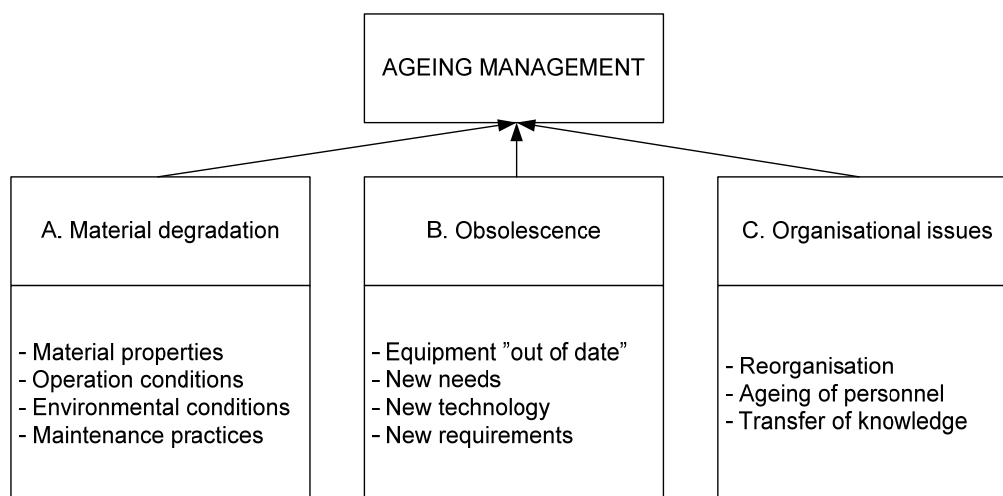 AGEING MANAGEMENT
A. Material degradation
- Material properties
- Operation conditions
- Environmental conditions
- Maintenance practices
B. Obsolescence
- Equipment ”out of date”
- New needs
- New technology
- New requirements
C. Organisational issues
- Reorganisation
- Ageing of personnel
- Transfer of knowledge